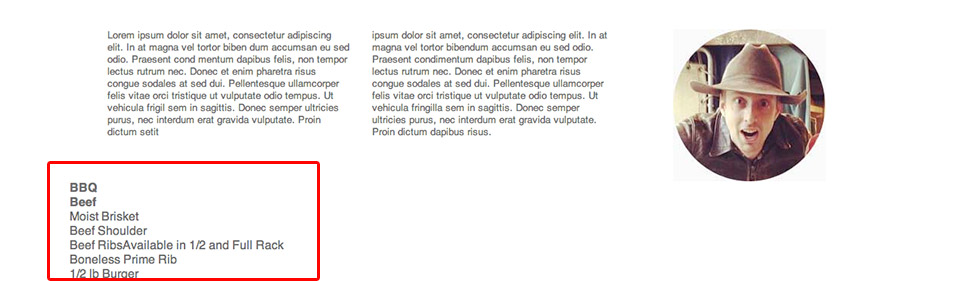 Lorem ipsum dolor sit amet, consectetur adipiscing
elit. In at magna vel tortor biben dum accumsan eu sed
odio. Praesent cond mentum dapibus felis, non tempor
lectus rutrum nec. Donec et enim pharetra risus
congue sodales at sed dui. Pellentesque ullamcorper
felis vitae orci tristique ut vulputate odio tempus. Ut
vehicula frigil sem in sagittis. Donec semper ultricies
purus, nec interdum erat gravida vulputate. Proin
dictum setit
ipsum dolor sit amet, consectetur adipiscing elit. In at
magna vel tortor bibendum accumsan eu sed odio.
Praesent condimentum dapibus felis, non tempor
lectus rutrum nec. Donec et enim pharetra risus
congue sodales at sed dui. Pellentesque ullamcorper
felis vitae orci tristique ut vulputate odio tempus. Ut
vehicula fringilla sem in sagittis. Donec semper
ultricies purus, nec interdum erat gravida vulputate.
Proin dictum dapibus risus.
BBQ
Beef
Moist Brisket
Beef Shoulder
Beef RibsAvailable in 1/2 and Full Rack
Boneless Prime Rib
1/2 lb Burger